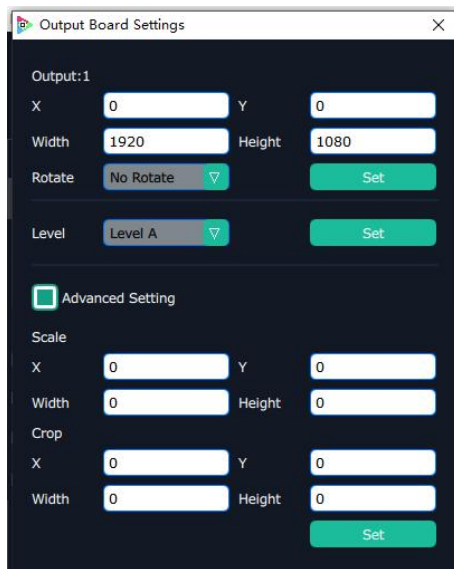 Output Board Settings
Output:1
X 0 Y 0
Width 1920 Height 1080
Rotate No Rotate Set
Level Level A Set
Advanced Setting
Scale
X 0 Y 0
Width 0 Height 0
Crop
X 0 Y 0
Width 0 Height 0
Set